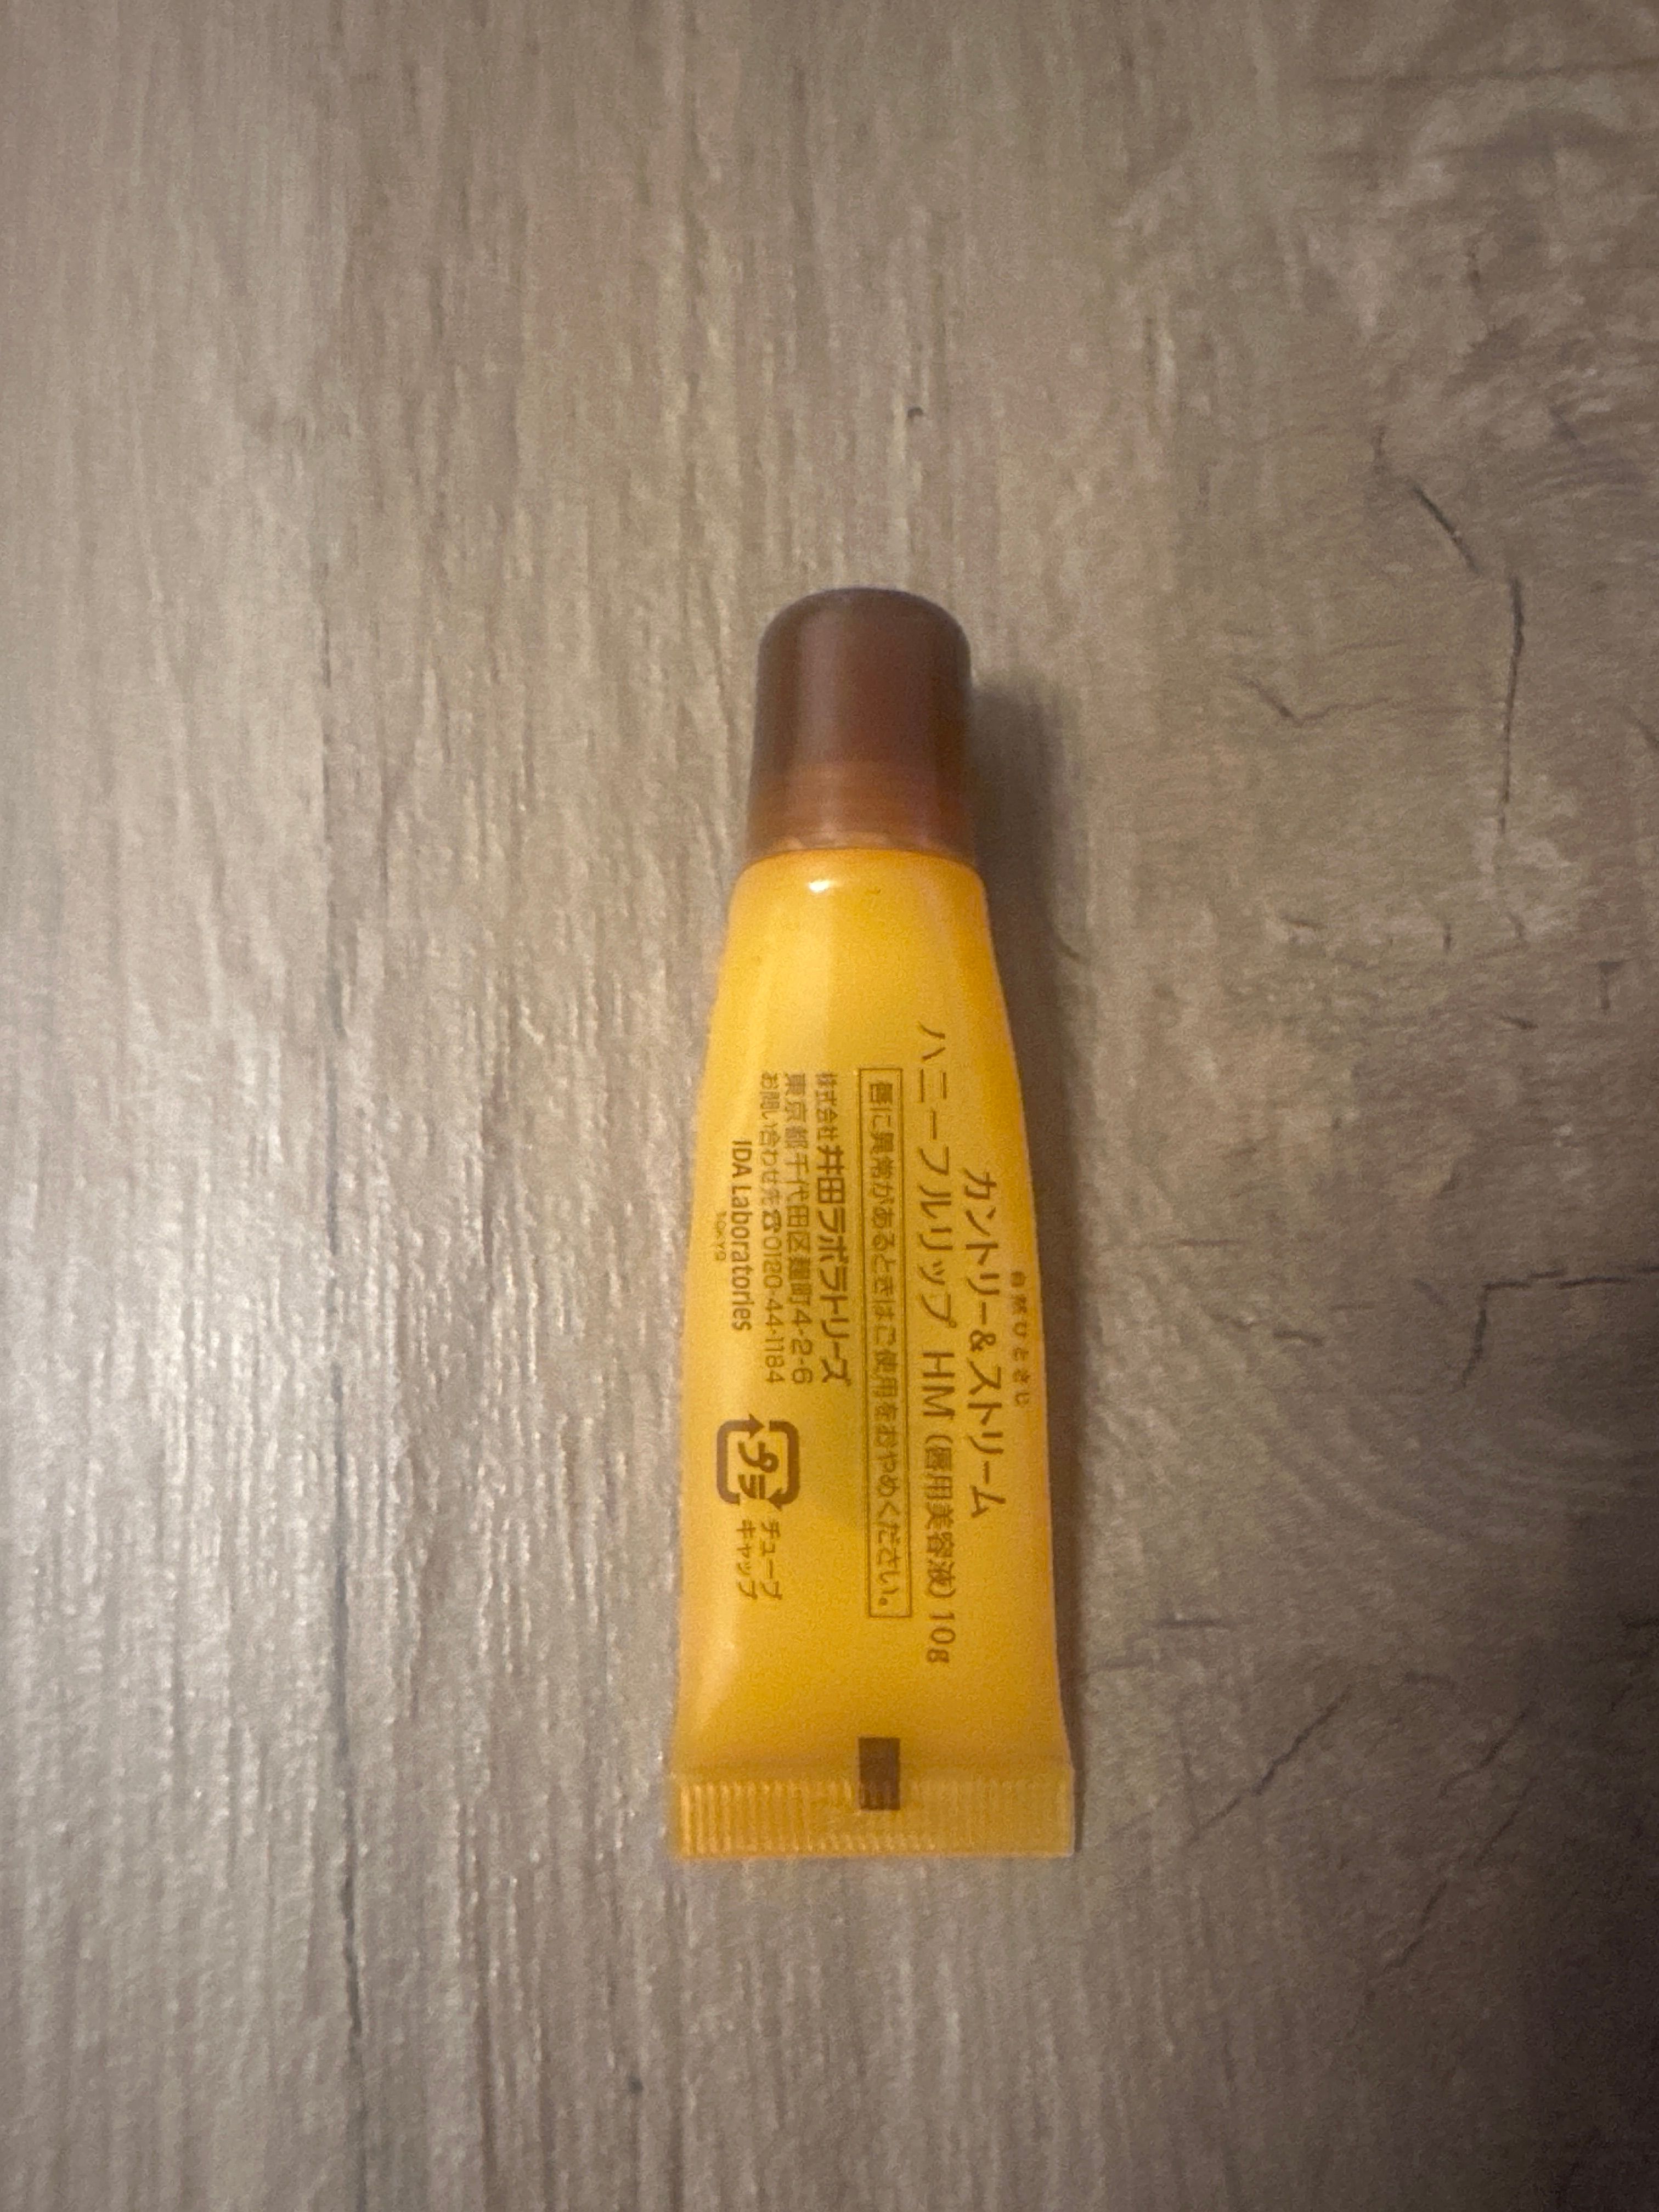 自然ひとさじ
カントリー&ストリーム
ハニーフルリップ HM (唇用美容液) 10g
唇に異常があるときはご使用をおやめください。
株式会社 井田ラボラトリーズ
東京都千代田区麹町4-2-6
お問い合わせ先☎0120-44-1184
IDA Laboratories
TOKYO
プラ
チューブ
キャップ